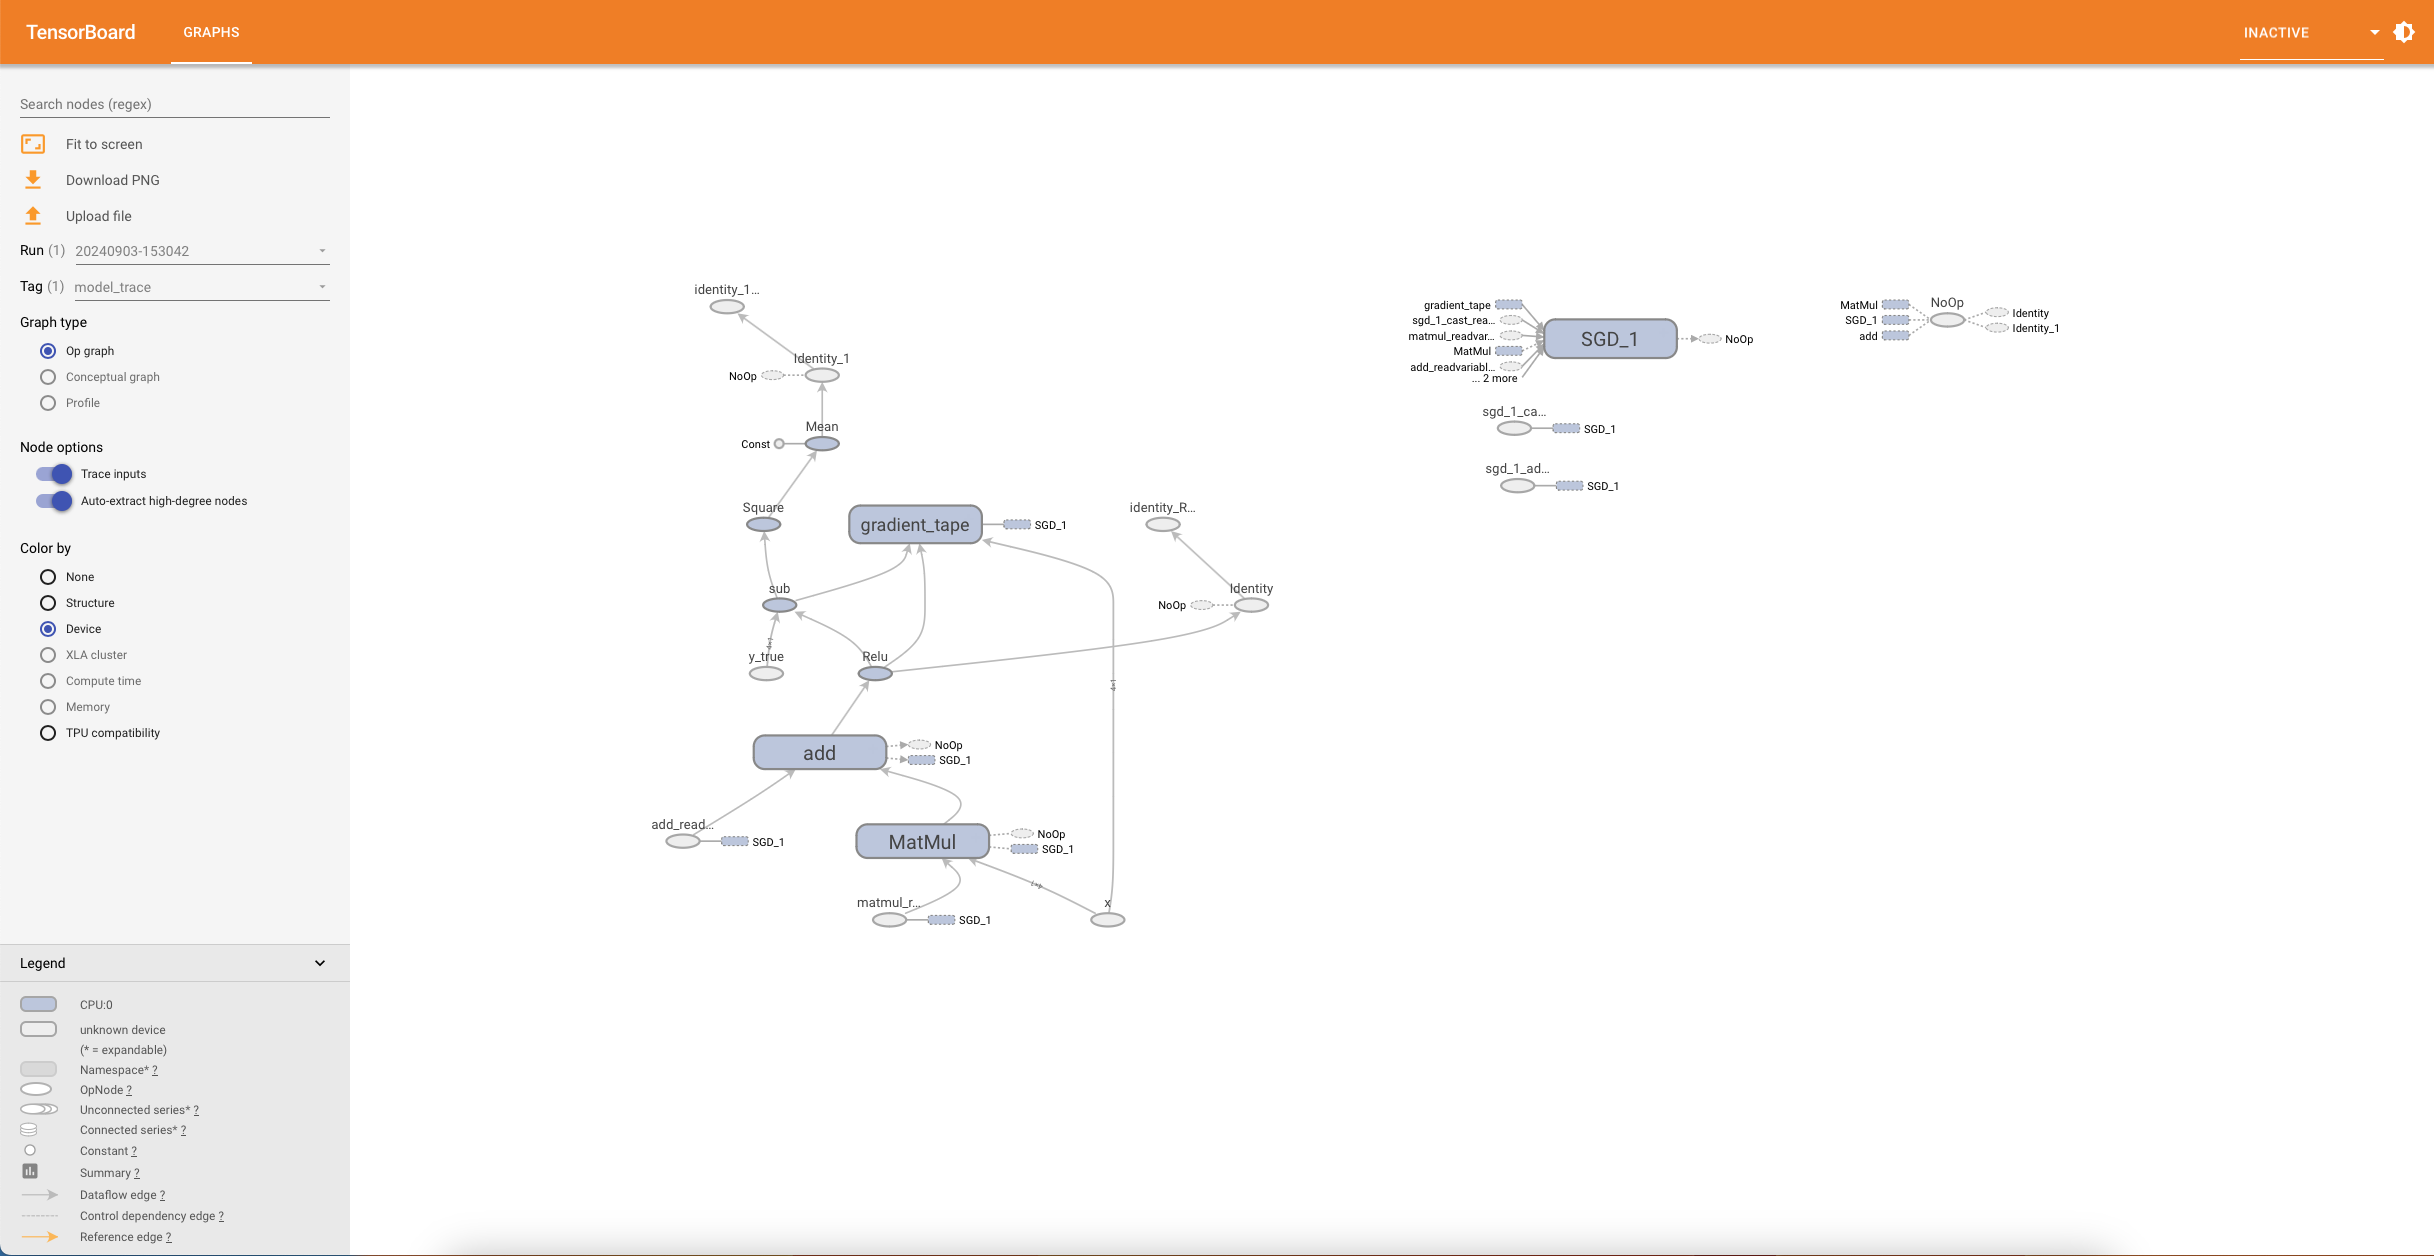 TensorBoard
GRAPHS
INACTIVE
Search nodes (regex)
Fit to screen
Download PNG
Upload file
Run (1) 20240903-153042
Tag (1) model_trace
Graph type
Op graph
Conceptual graph
Profile
Node options
Trace inputs
Auto-extract high-degree nodes
Color by
None
Structure
Device
XLA cluster
Compute time
Memory
TPU compatibility
Legend
CPU:0
unknown device
(* = expandable)
Namespace* ?
OpNode ?
Unconnected series* ?
Connected series* ?
Constant ?
Summary ?
Dataflow edge ?
Control dependency edge ?
Reference edge ?
identity_1...
Identity_1
NoOp
Mean
Const
Square
gradient_tape
SGD_1
sub
4×1
y_true
Relu
identity_R...
Identity
NoOp
4×1
add
NoOp
SGD_1
add_read...
SGD_1
MatMul
NoOp
SGD_1
matmul_r...
SGD_1
x
gradient_tape
sgd_1_cast_rea...
matmul_readvar...
MatMul
add_readvariabl...
... 2 more
SGD_1
NoOp
sgd_1_ca...
SGD_1
sgd_1_ad...
SGD_1
MatMul
SGD_1
add
NoOp
Identity
Identity_1